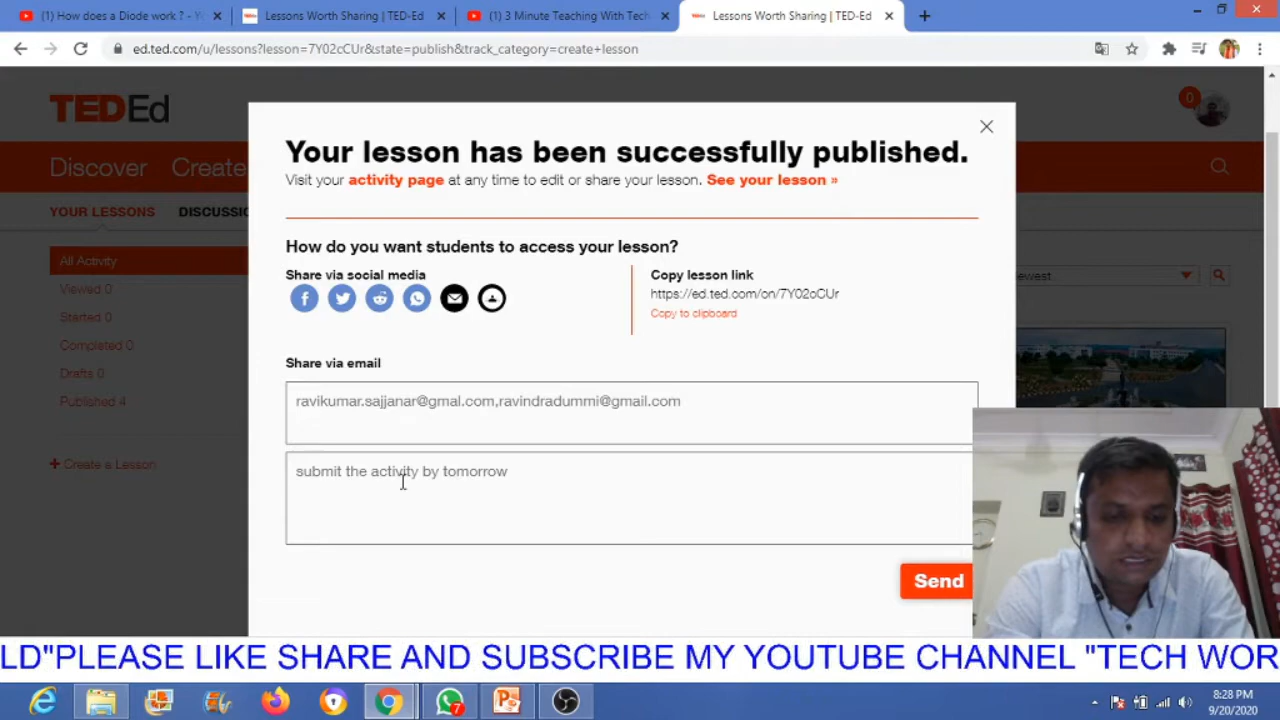 (1) How does a Diode work ? - Yo
Lessons Worth Sharing | TED-Ed
(1) 3 Minute Teaching With Tech
Lessons Worth Sharing | TED-Ed
ed.ted.com/u/lessons?lesson=7Y02cCUr&state=publish&track_category=create+lesson
TEDEd
0
Discover Create
YOUR LESSONS DISCUSSIO
All Activity
Viewed 0
Started 0
Completed 0
Drafts 0
Published 4
+ Create a Lesson
ewest
Your lesson has been successfully published.
Visit your activity page at any time to edit or share your lesson. See your lesson »
How do you want students to access your lesson?
Share via social media
Copy lesson link
https://ed.ted.com/on/7Y02cCUr
Copy to clipboard
Share via email
ravikumar.sajjanar@gmal.com,ravindradummi@gmail.com
submit the activity by tomorrow
Send
LD"PLEASE LIKE SHARE AND SUBSCRIBE MY YOUTUBE CHANNEL "TECH WOR
7
8:28 PM
9/20/2020